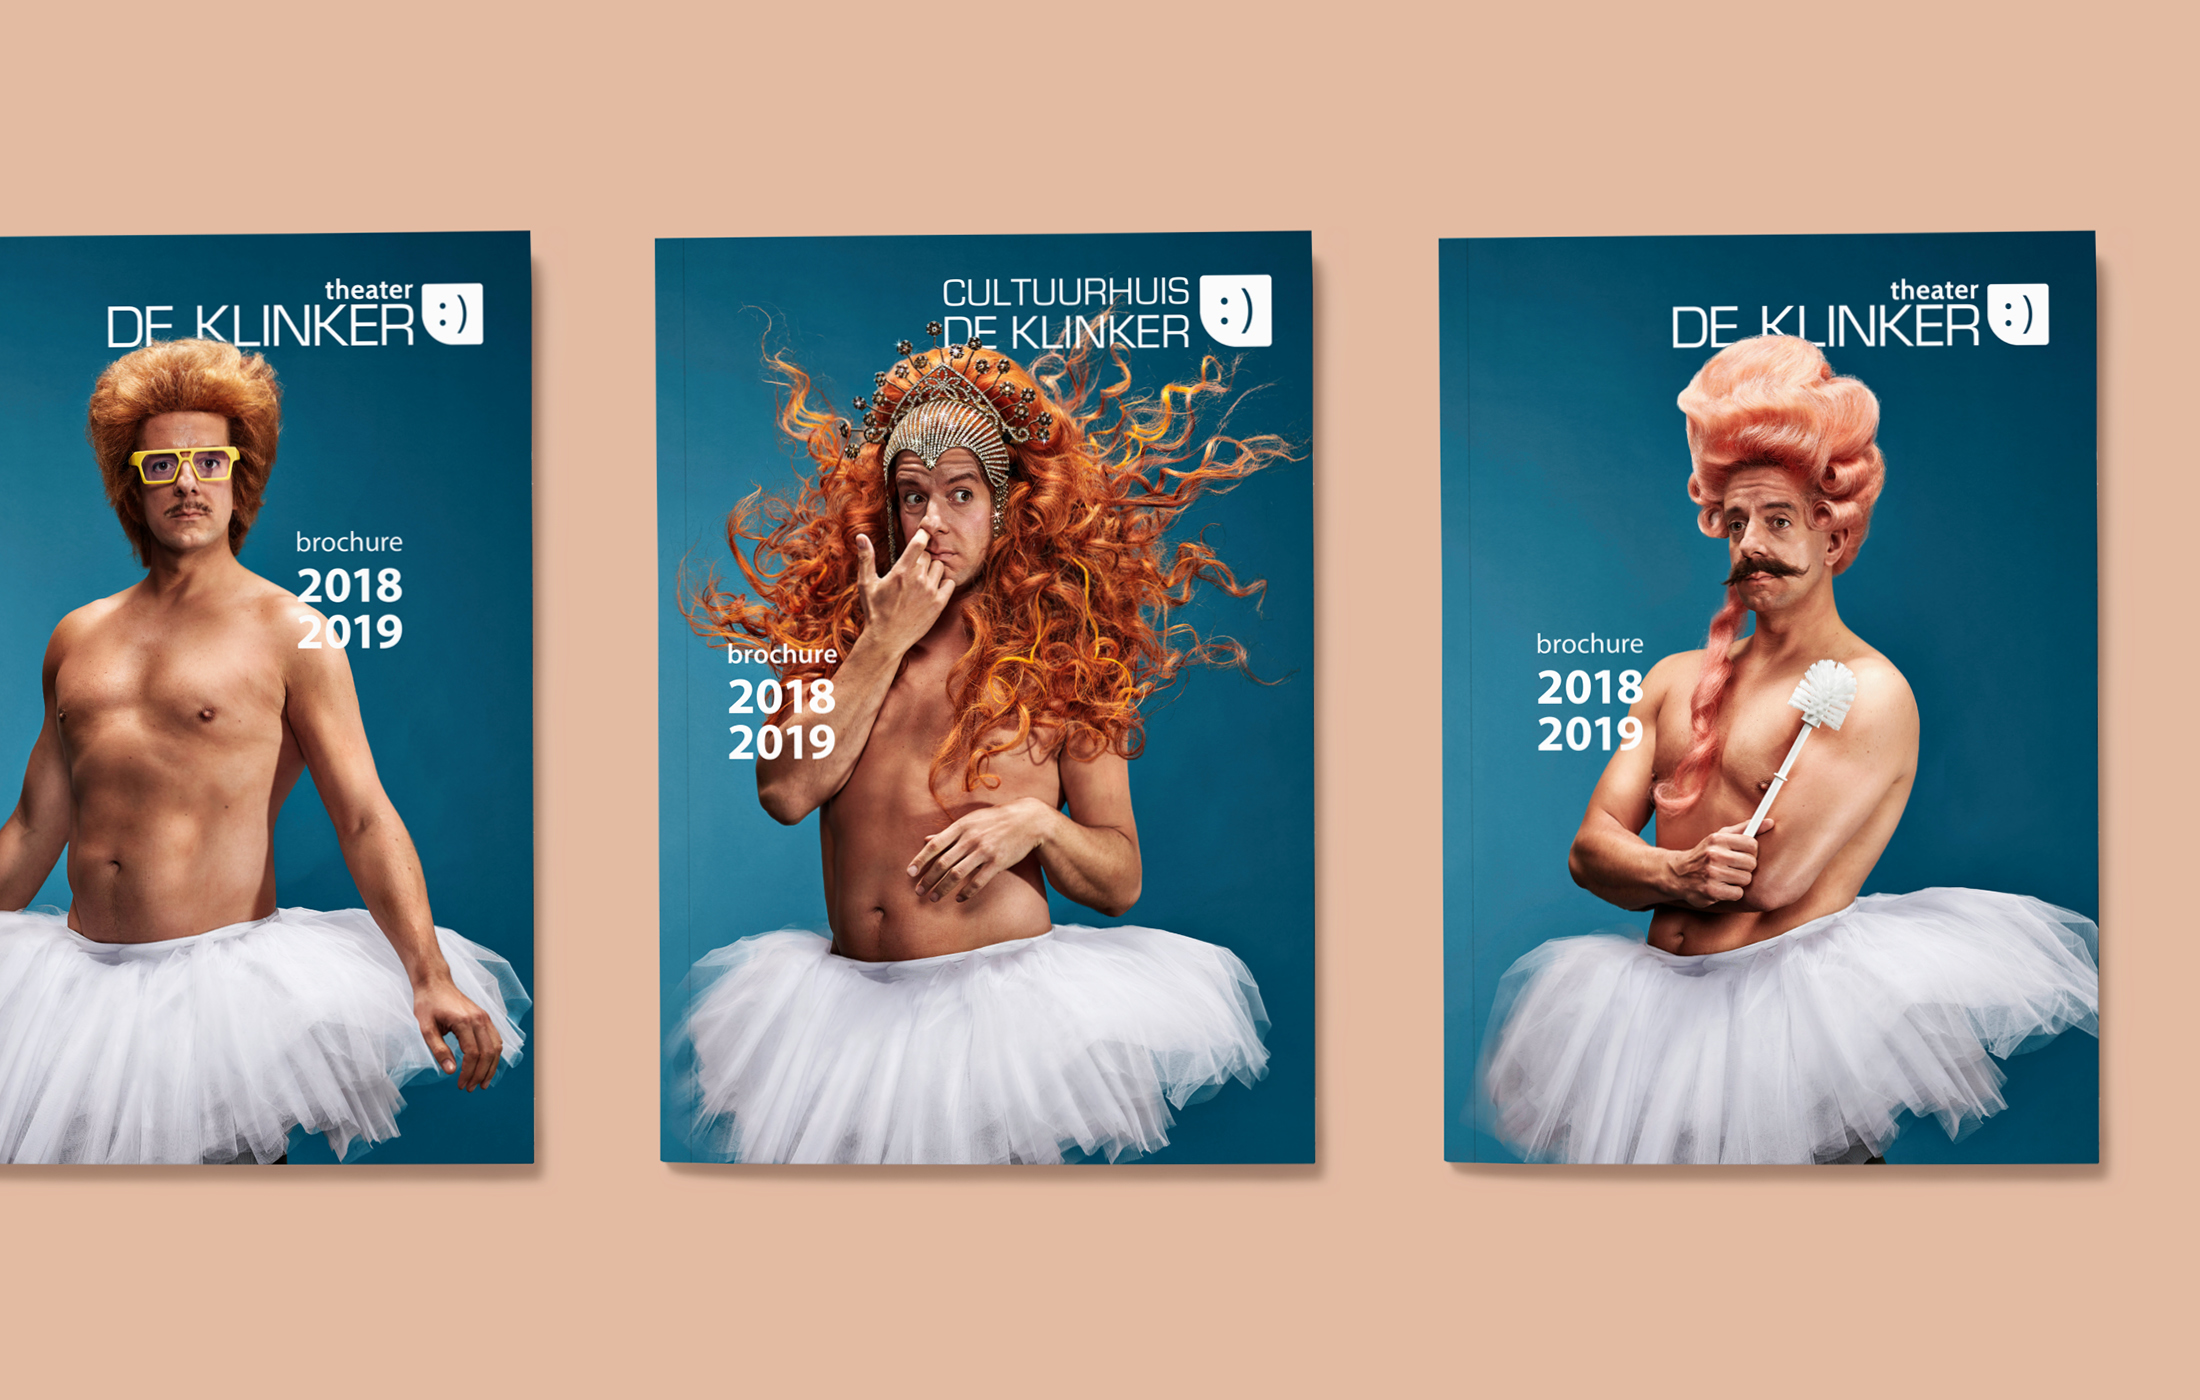 theater
DE KLINKER :)
brochure
2018
2019
CULTUURHUIS
DE KLINKER :)
brochure
2018
2019
theater
DE KLINKER :)
brochure
2018
2019